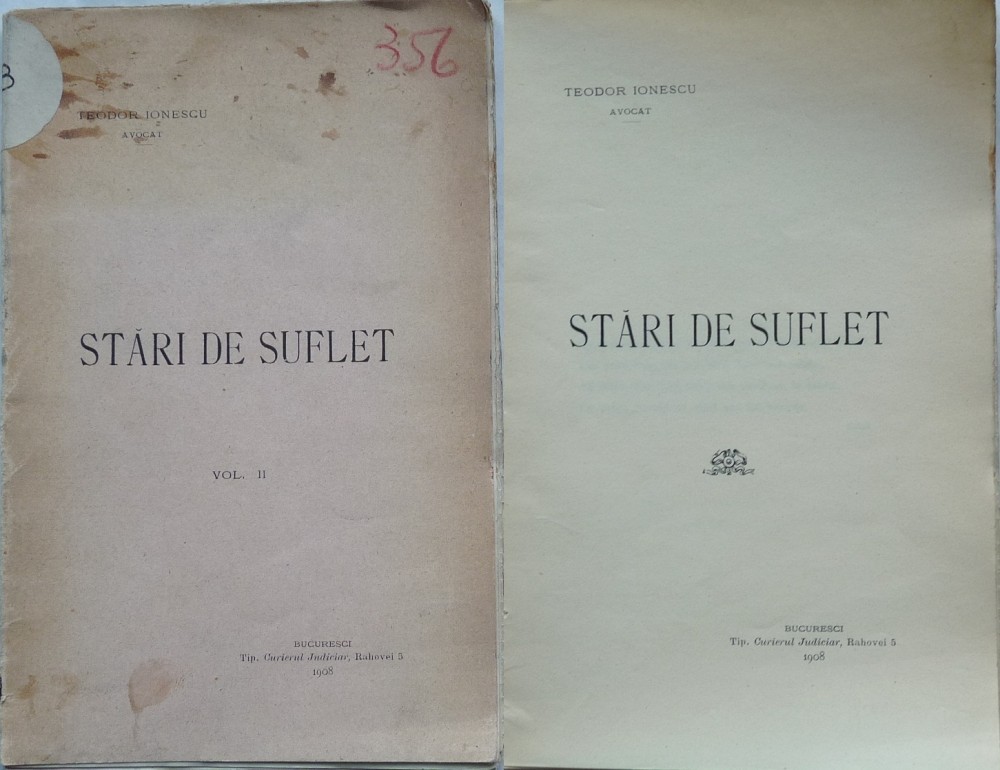 3
356
TEODOR IONESCU
AVOCAT
STĂRI DE SUFLET
VOL. II
BUCURESCI
Tip. Curierul Judiciar, Rahovei 5
1908
TEODOR IONESCU
AVOCAT
STĂRI DE SUFLET
BUCURESCI
Tip. Curierul Judiciar, Rahovei 5
1908